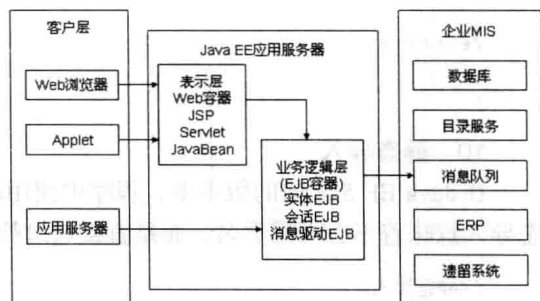 客户层
Web浏览器
Applet
应用服务器
Java EE应用服务器
表示层
Web容器
JSP
Servlet
JavaBean
业务逻辑层
(EJB容器)
实体EJB
会话EJB
消息驱动EJB
企业MIS
数据库
目录服务
消息队列
ERP
遗留系统